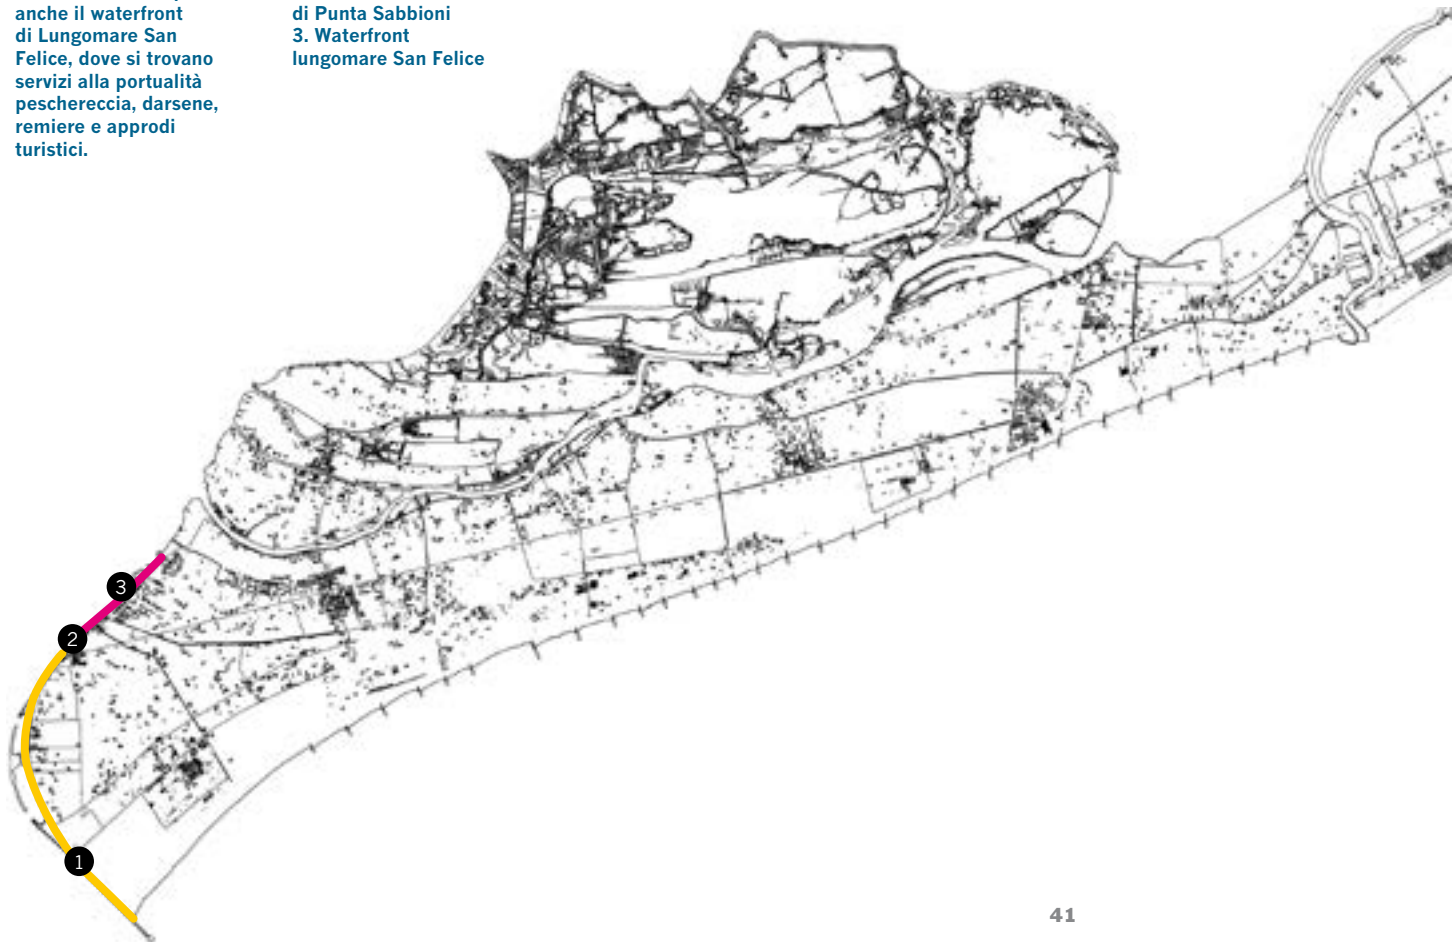 anche il waterfront
di Lungomare San
Felice, dove si trovano
servizi alla portualità
peschereccia, darsene,
remiere e approdi
turistici.
di Punta Sabbioni
3. Waterfront
lungomare San Felice
3
2
1
41